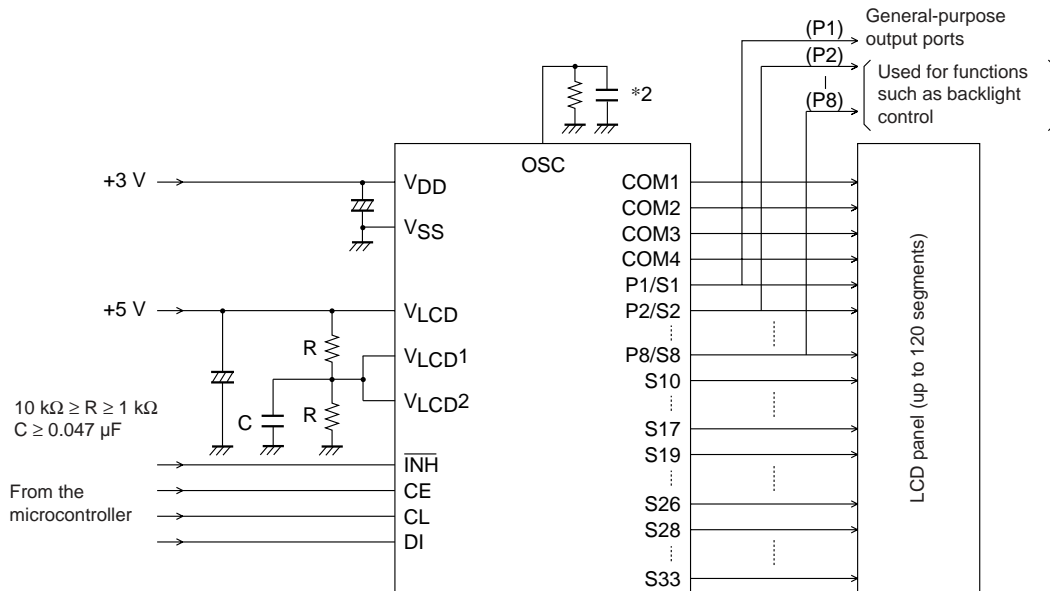 General-purpose
output ports
(P1)
(P2)
(P8)
Used for functions
such as backlight
control
*2
OSC
+3 V
VDD
VSS
+5 V
VLCD
R
VLCD1
VLCD2
C
R
10 kΩ ≥ R ≥ 1 kΩ
C ≥ 0.047 µF
From the
microcontroller
INH
CE
CL
DI
COM1
COM2
COM3
COM4
P1/S1
P2/S2
P8/S8
S10
S17
S19
S26
S28
S33
LCD panel (up to 120 segments)